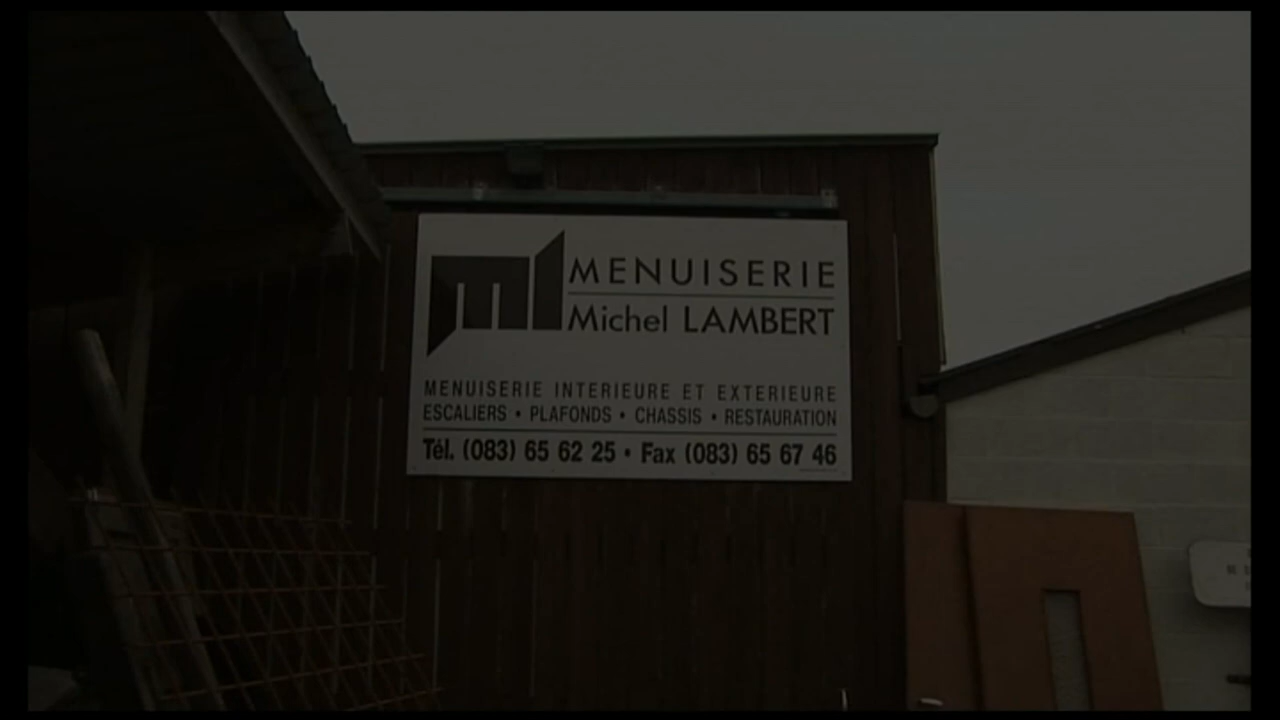 ml
MENUISERIE
Michel LAMBERT
MENUISERIE INTERIEURE ET EXTERIEURE
ESCALIERS • PLAFONDS • CHASSIS • RESTAURATION
Tél. (083) 65 62 25 • Fax (083) 65 67 46